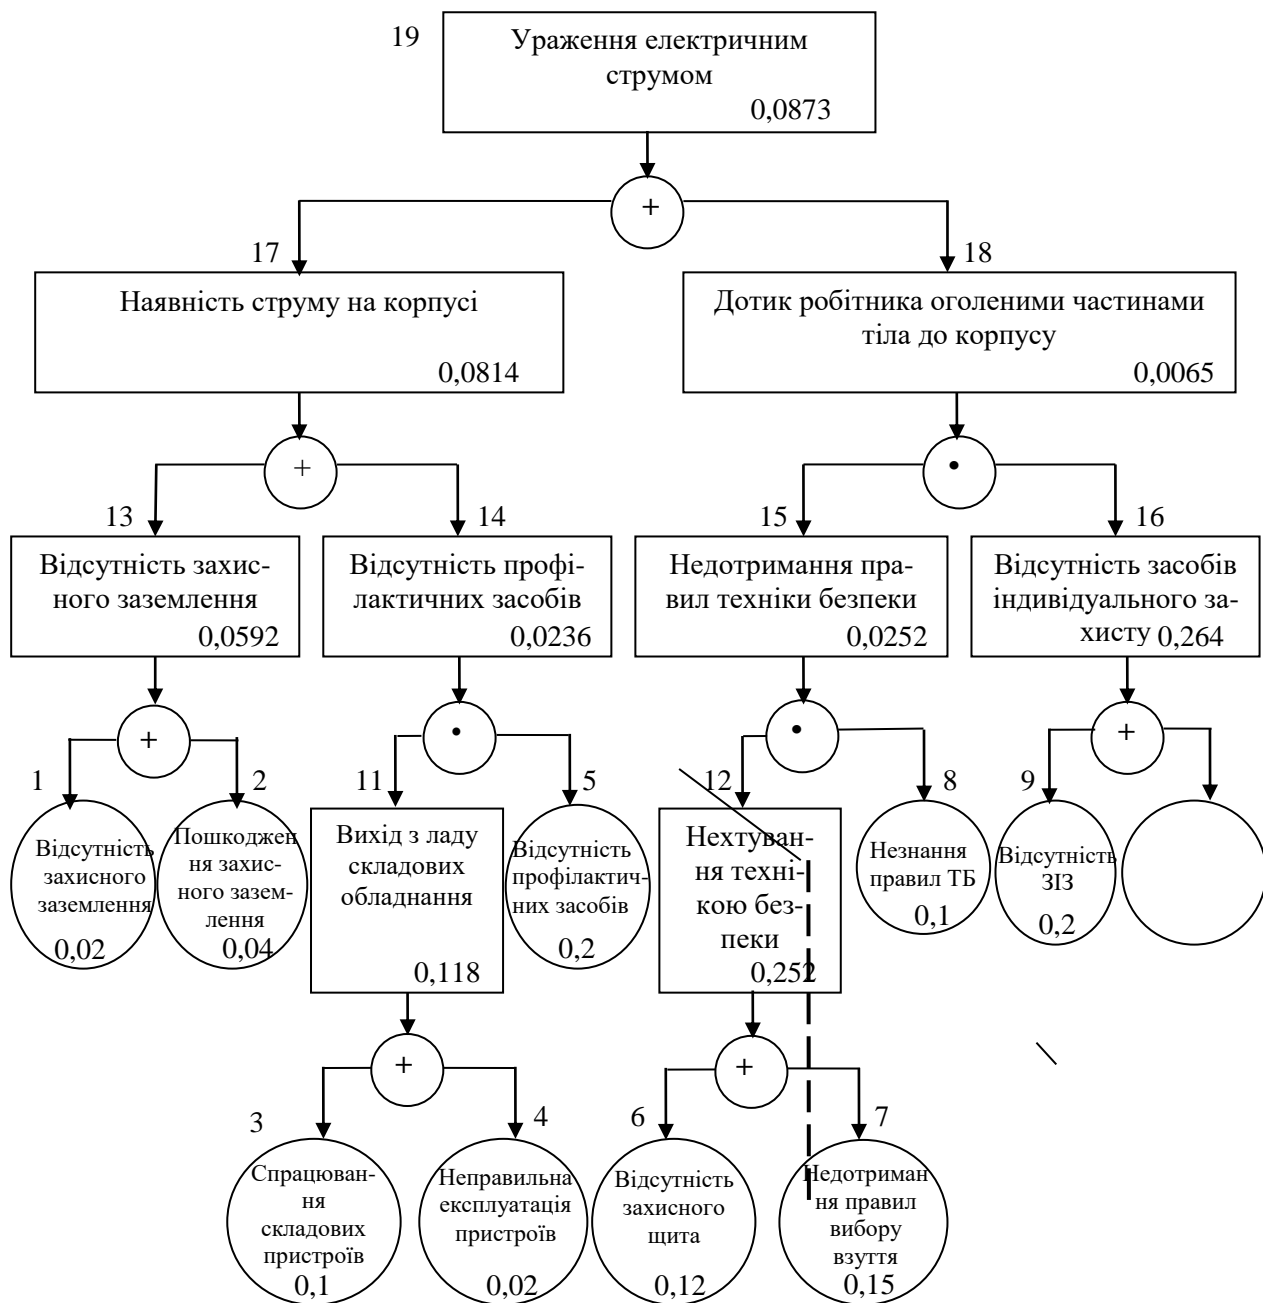 19
Ураження електричним
струмом
0,0873
+
17
18
Наявність струму на корпусі
0,0814
Дотик робітника оголеними частинами
тіла до корпусу
0,0065
+
•
13
14
15
16
Відсутність захис-
ного заземлення
0,0592
Відсутність профі-
лактичних засобів
0,0236
Недотримання пра-
вил техніки безпеки
0,0252
Відсутність засобів
індивідуального за-
хисту 0,264
+
•
•
+
1
2
11
5
12
8
9
Відсутність
захисного
заземлення
0,02
Пошкоджен
ня захис-
ного зазем-
лення
0,04
Вихід з ладу
складових
обладнання
0,118
Відсутність
профілактич-
них засобів
0,2
Нехтуван-
ня техні-
кою без-
пеки
0,252
Незнання
правил ТБ
0,1
Відсутність
ЗІЗ
0,2
+
+
3
4
6
7
Спрацюван-
ня
складових
пристроїв
0,1
Неправильна
експлуатація
пристроїв
0,02
Відсутність
захисного
щита
0,12
Недотриман
ня правил
вибору
взуття
0,15